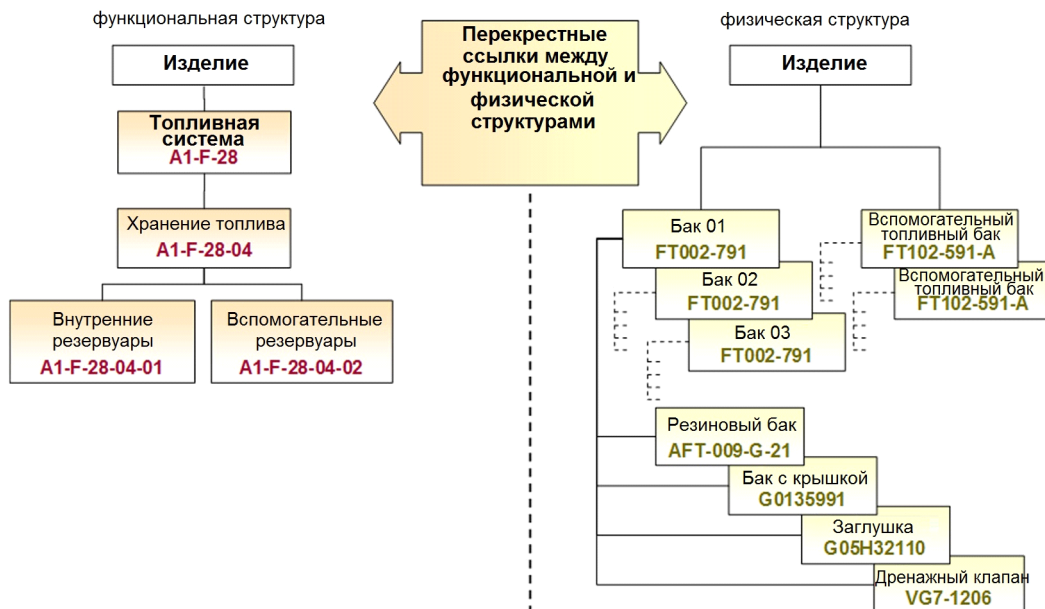 функциональная структура
Изделие
Топливная
система
A1-F-28
Хранение топлива
A1-F-28-04
Внутренние
резервуары
A1-F-28-04-01
Вспомогательные
резервуары
A1-F-28-04-02
Перекрестные
ссылки между
функциональной и
физической
структурами
физическая структура
Изделие
Бак 01
FT002-791
Бак 02
FT002-791
Бак 03
FT002-791
Вспомогательный
топливный бак
FT102-591-A
Вспомогательный
топливный бак
FT102-591-A
Резиновый бак
AFT-009-G-21
Бак с крышкой
G0135991
Заглушка
G05H32110
Дренажный клапан
VG7-1206